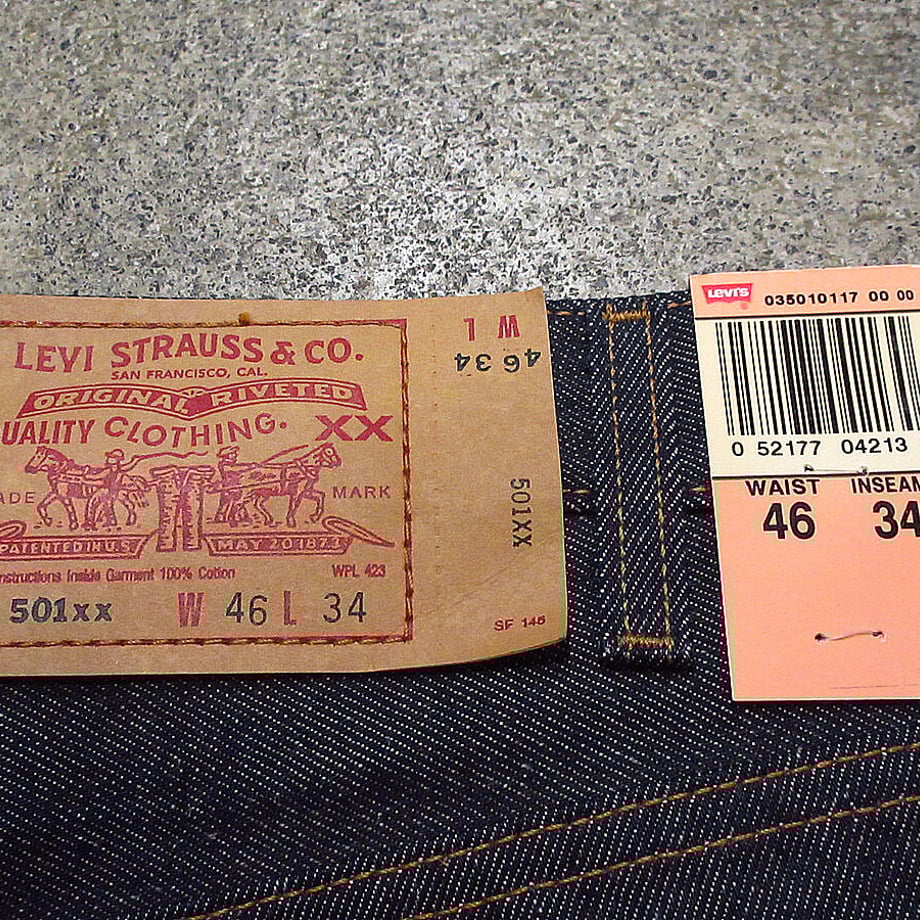 LEVI STRAUSS & CO.
SAN FRANCISCO, CAL.
ORIGINAL RIVETED
UALITY CLOTHING. XX
ADE MARK
PATENTED IN U.S. MAY 20 1873
nstructions Inside Garment 100% Cotton WPL 423
501xx W 46 L 34
W L
46 34
501XX
SF 146
Levi's 035010117 00 00
0 52177 04213
WAIST INSEAM
46 34